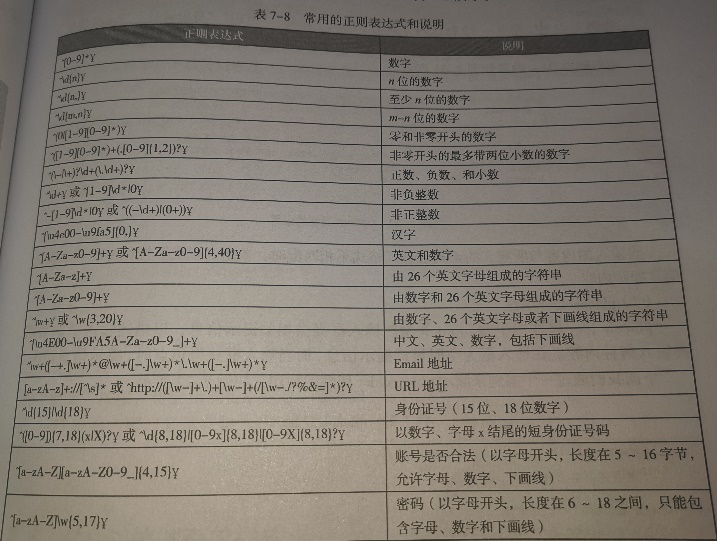 表 7-8 常用的正则表达式和说明
正则表达式 说明
^[0-9]*Y 数字
^\d{n}Y n 位的数字
^\d{n,}Y 至少 n 位的数字
^\d{m,n}Y m~n 位的数字
^(0|[1-9][0-9]*)Y 零和非零开头的数字
^([1-9][0-9]*)+(.[0-9]{1,2})?Y 非零开头的最多带两位小数的数字
^(\-|\+)?\d+(\.\d+)?Y 正数、负数、和小数
^\d+Y 或 ^[1-9]\d*|0Y 非负整数
^-[1-9]\d*|0Y 或 ^((-\d+)|(0+))Y 非正整数
^[\u4e00-\u9fa5]{0,}Y 汉字
^[A-Za-z0-9]+Y 或 ^[A-Za-z0-9]{4,40}Y 英文和数字
^[A-Za-z]+Y 由 26 个英文字母组成的字符串
^[A-Za-z0-9]+Y 由数字和 26 个英文字母组成的字符串
^\w+Y 或 ^\w{3,20}Y 由数字、26 个英文字母或者下画线组成的字符串
^[\u4E00-\u9FA5A-Za-z0-9_]+Y 中文、英文、数字，包括下画线
^\w+([-+.]\w+)*@\w+([-.]\w+)*\.\w+([-.]\w+)*Y Email 地址
[a-zA-z]+://[^\s]* 或 ^http://([\w-]+\.)+[\w-]+(/[\w-./?%&=]*)?Y URL 地址
^\d{15}|\d{18}Y 身份证号（15 位、18 位数字）
^([0-9]){7,18}(x|X)?Y 或 ^\d{8,18}|[0-9x]{8,18}|[0-9X]{8,18}?Y 以数字、字母 x 结尾的短身份证号码
^[a-zA-Z][a-zA-Z0-9_]{4,15}Y 账号是否合法（以字母开头，长度在 5 ~ 16 字节，
允许字母、数字、下画线）
^[a-zA-Z]\w{5,17}Y 密码（以字母开头，长度在 6 ~ 18 之间，只能包
含字母、数字和下画线）